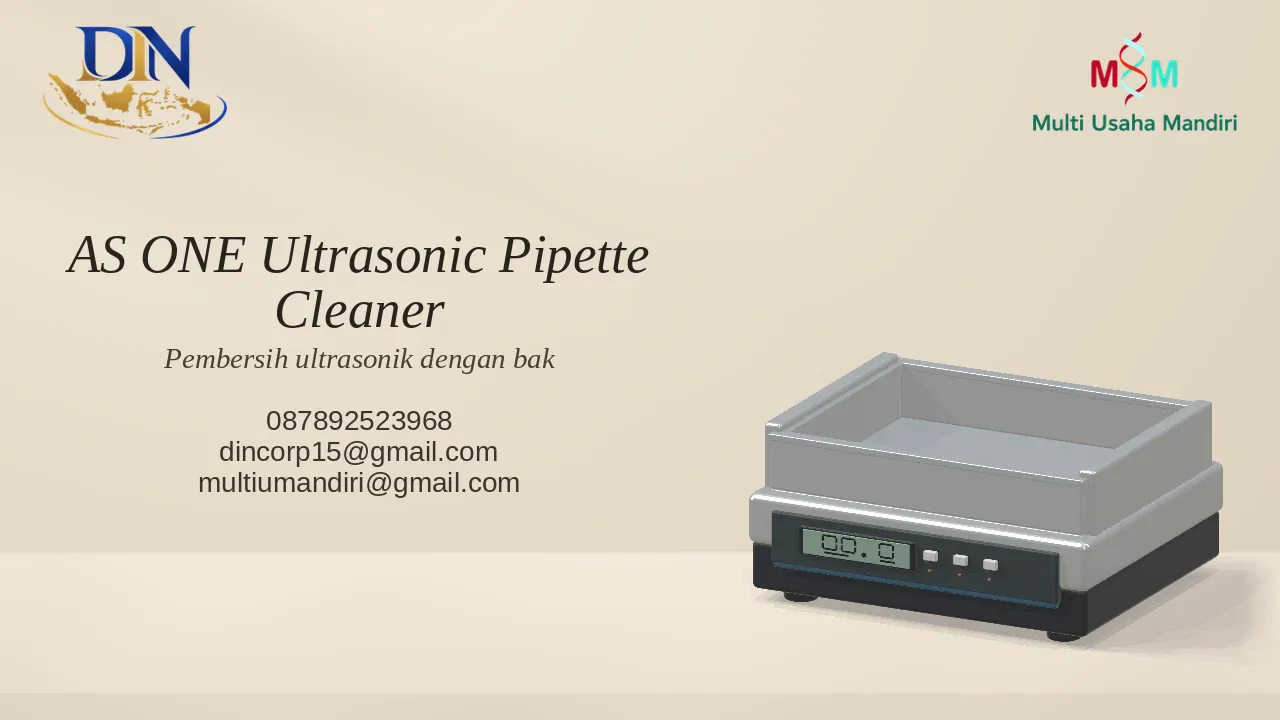 DIN
MSM
Multi Usaha Mandiri
AS ONE Ultrasonic Pipette
Cleaner
Pembersih ultrasonik dengan bak
087892523968
dincorp15@gmail.com
multiumandiri@gmail.com
00.0